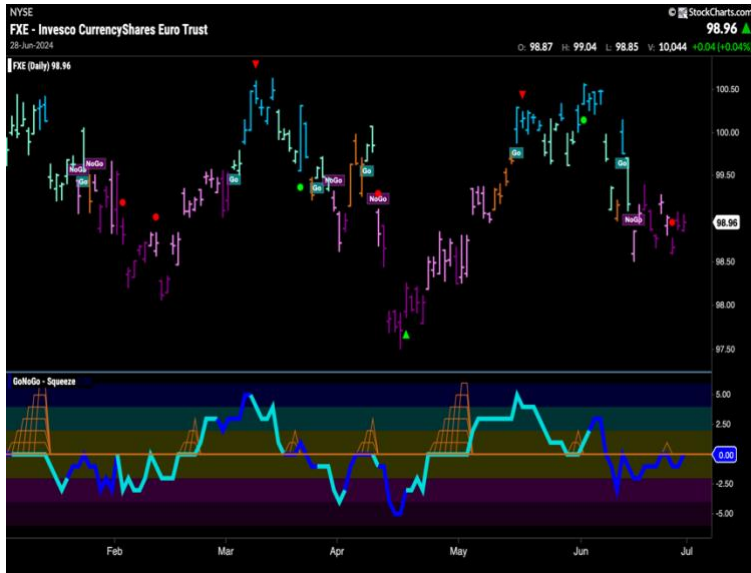 NYSE
© StockCharts.com
FXE - Invesco CurrencyShares Euro Trust
98.96
28-Jun-2024
O: 98.87 H: 99.04 L: 98.85 V: 10,044 +0.04 (+0.04%)
FXE (Daily) 98.96
100.50
100.00
NoGo
NoGo
Go
Go
Go
NoGo
Go
NoGo
Go
Go
NoGo
99.50
98.96
98.50
98.00
97.50
GoNoGo - Squeeze
5.00
2.50
0.00
-2.50
-5.00
Feb Mar Apr May Jun Jul